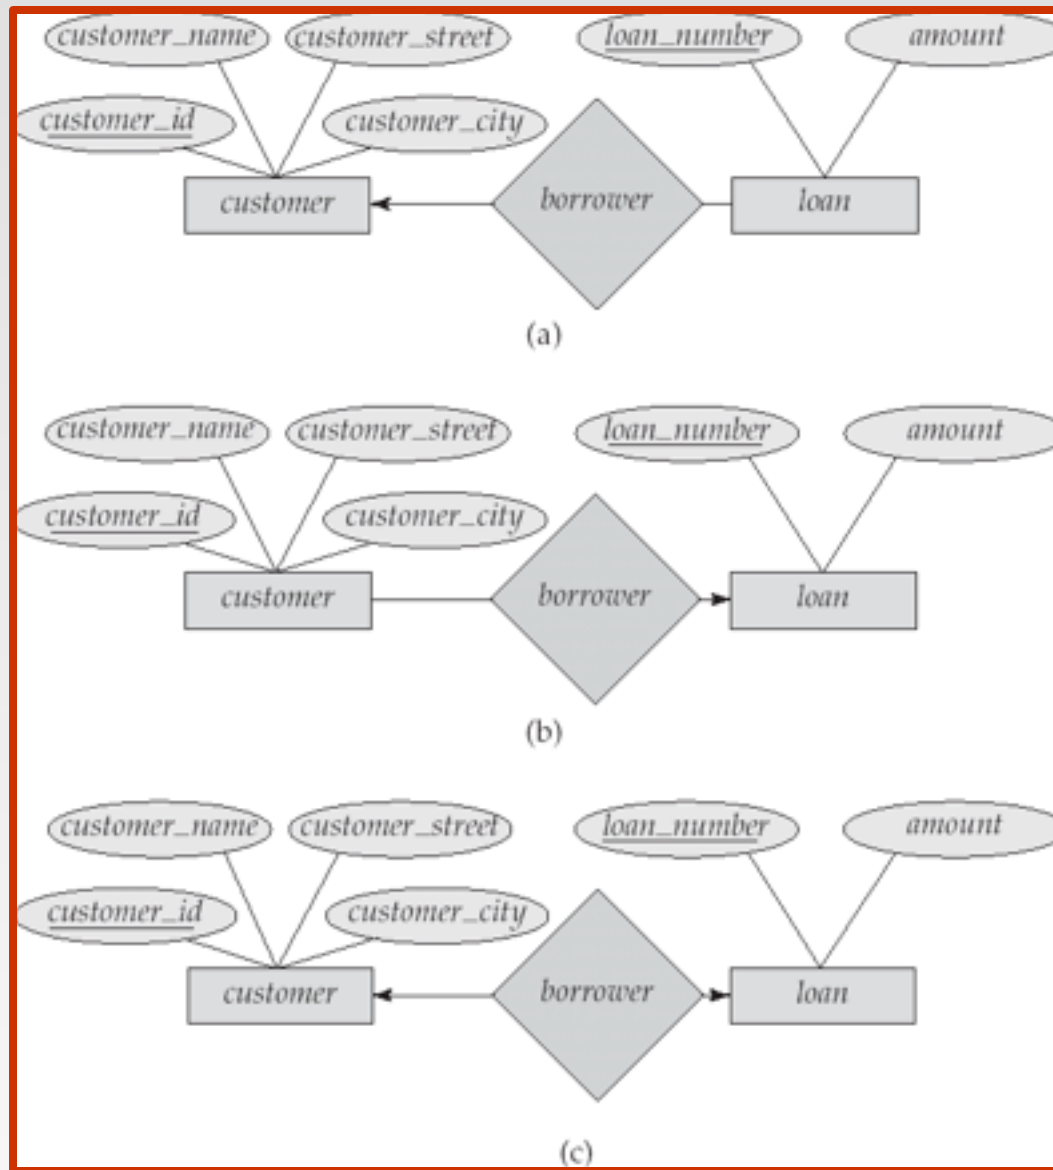 customer_name customer_street loan_number amount
customer_id customer_city
customer borrower loan
(a)
customer_name customer_street loan_number amount
customer_id customer_city
customer borrower loan
(b)
customer_name customer_street loan_number amount
customer_id customer_city
customer borrower loan
(c)